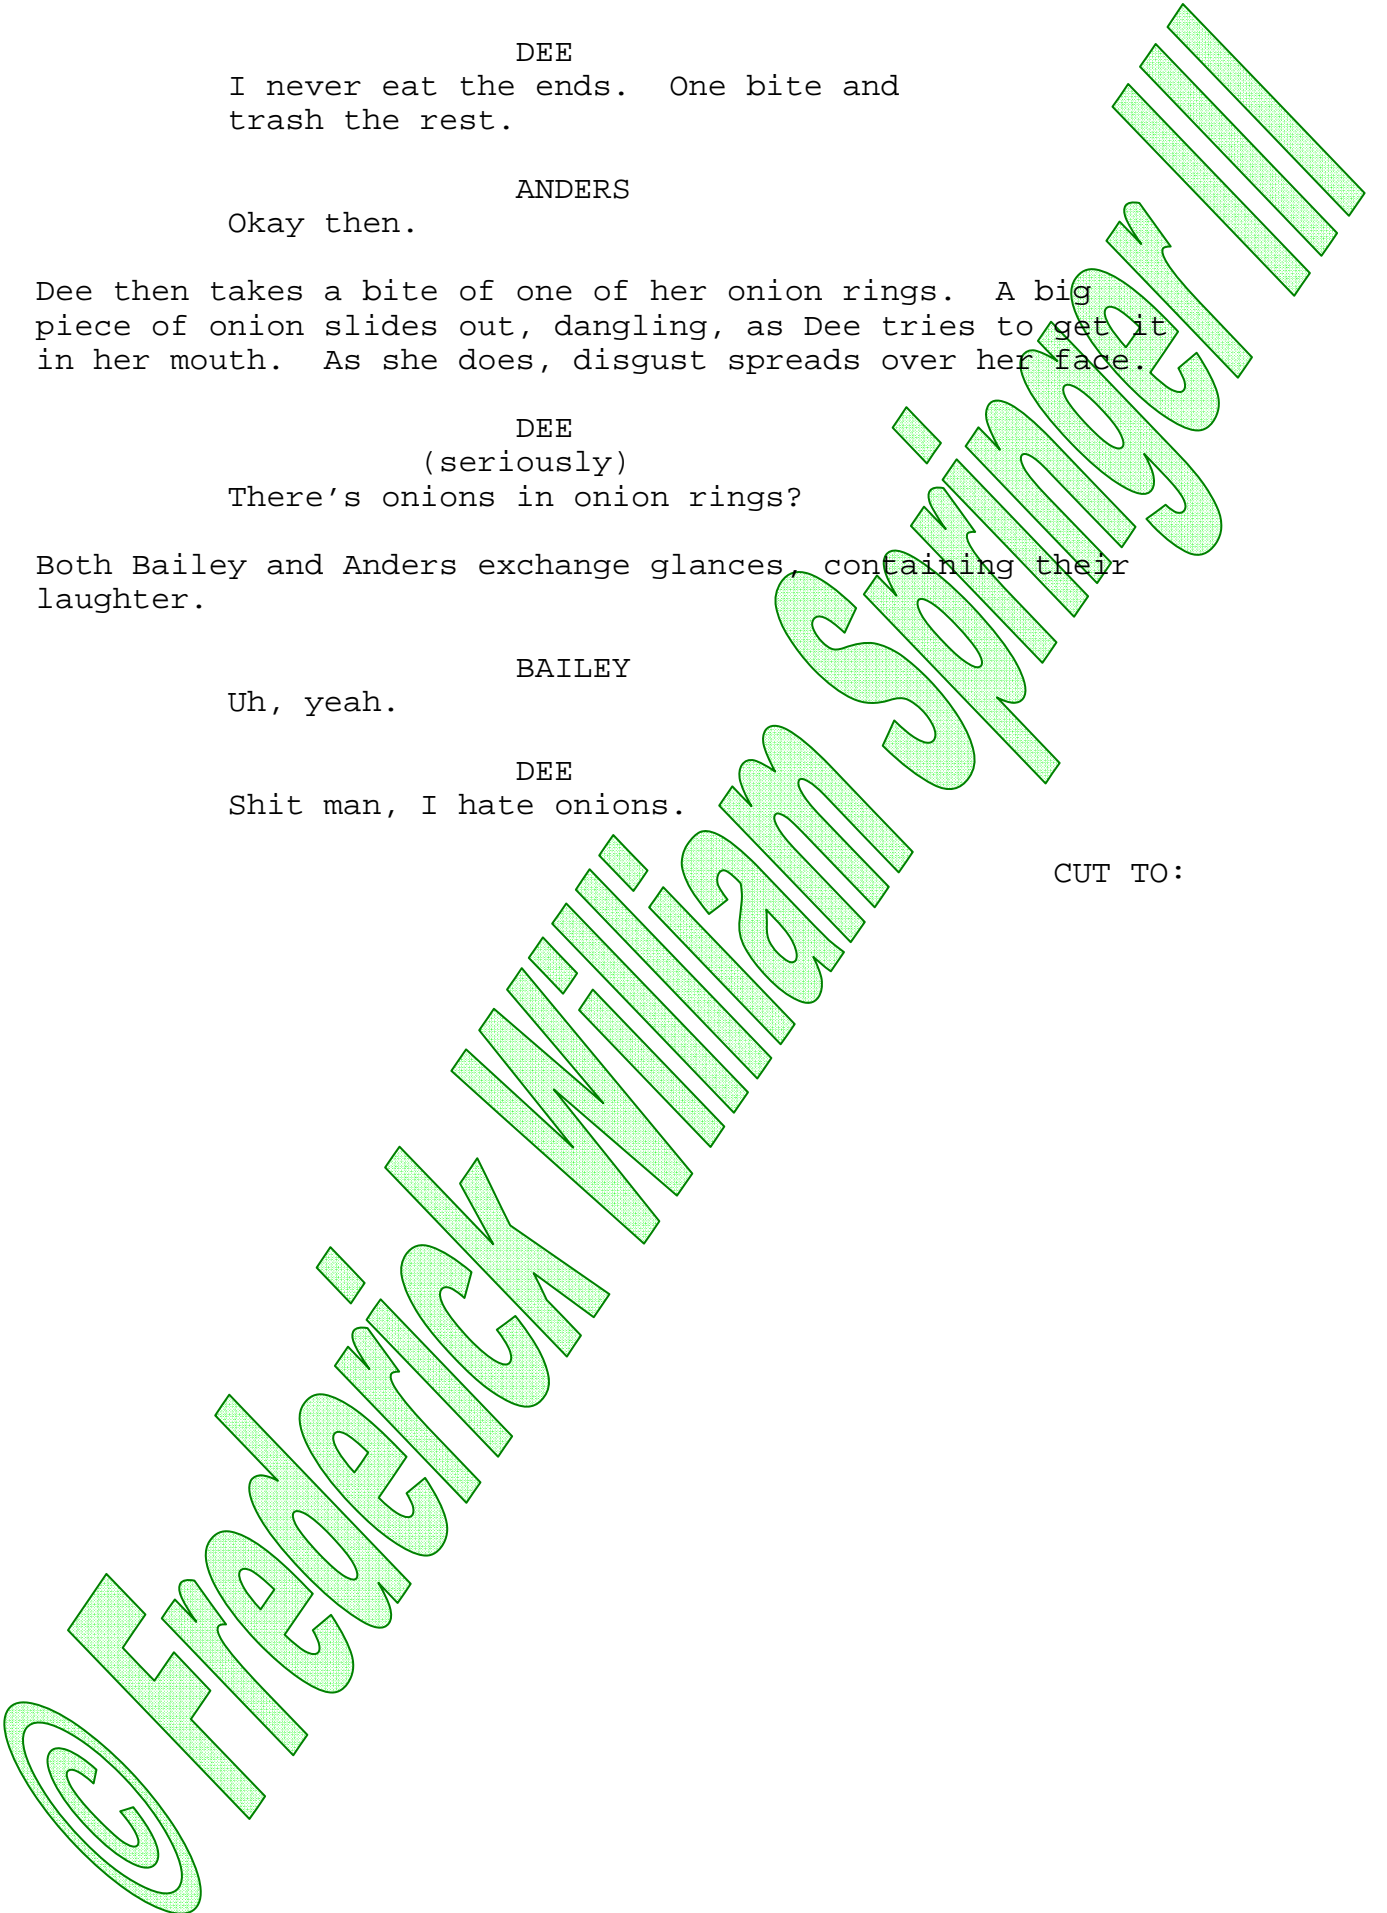 DEE
I never eat the ends.  One bite and
trash the rest.
ANDERS
Okay then.
Dee then takes a bite of one of her onion rings.  A big
piece of onion slides out, dangling, as Dee tries to get it
in her mouth.  As she does, disgust spreads over her face.
DEE
(seriously)
There's onions in onion rings?
Both Bailey and Anders exchange glances, containing their
laughter.
BAILEY
Uh, yeah.
DEE
Shit man, I hate onions.
CUT TO:
© Frederick William Springer III